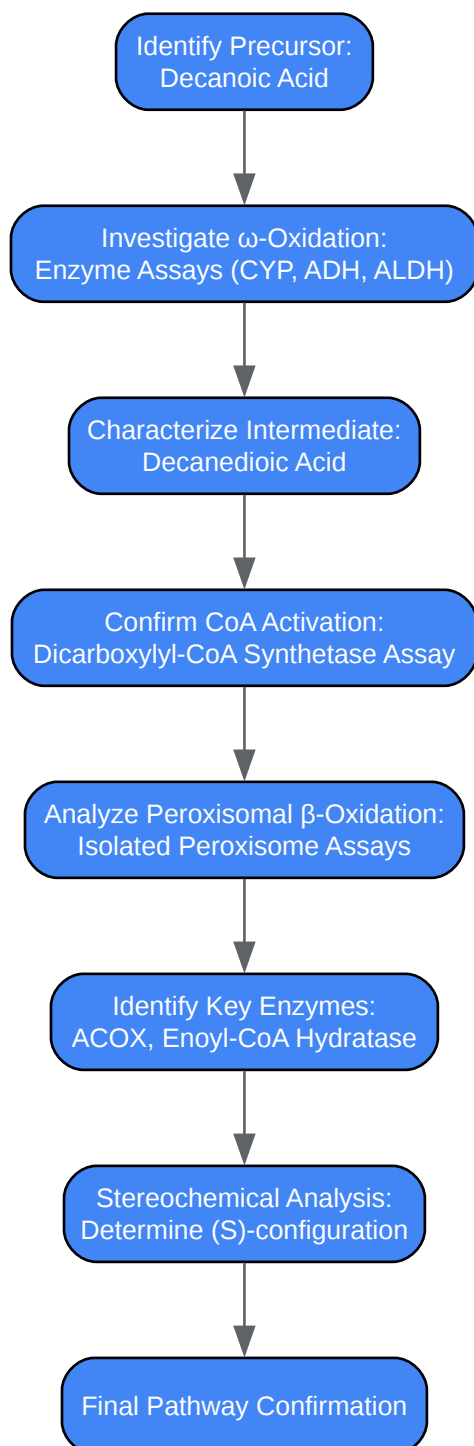 Identify Precursor:
Decanoic Acid
Investigate ω-Oxidation:
Enzyme Assays (CYP, ADH, ALDH)
Characterize Intermediate:
Decanedioic Acid
Confirm CoA Activation:
Dicarboxylyl-CoA Synthetase Assay
Analyze Peroxisomal β-Oxidation:
Isolated Peroxisome Assays
Identify Key Enzymes:
ACOX, Enoyl-CoA Hydratase
Stereochemical Analysis:
Determine (S)-configuration
Final Pathway Confirmation